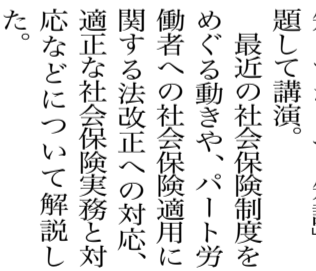 題して講演。
最近の社会保険制度を
めぐる動きや、パート労
働者への社会保険適用に
関する法改正への対応、
適正な社会保険実務と対
応などについて解説し
た。